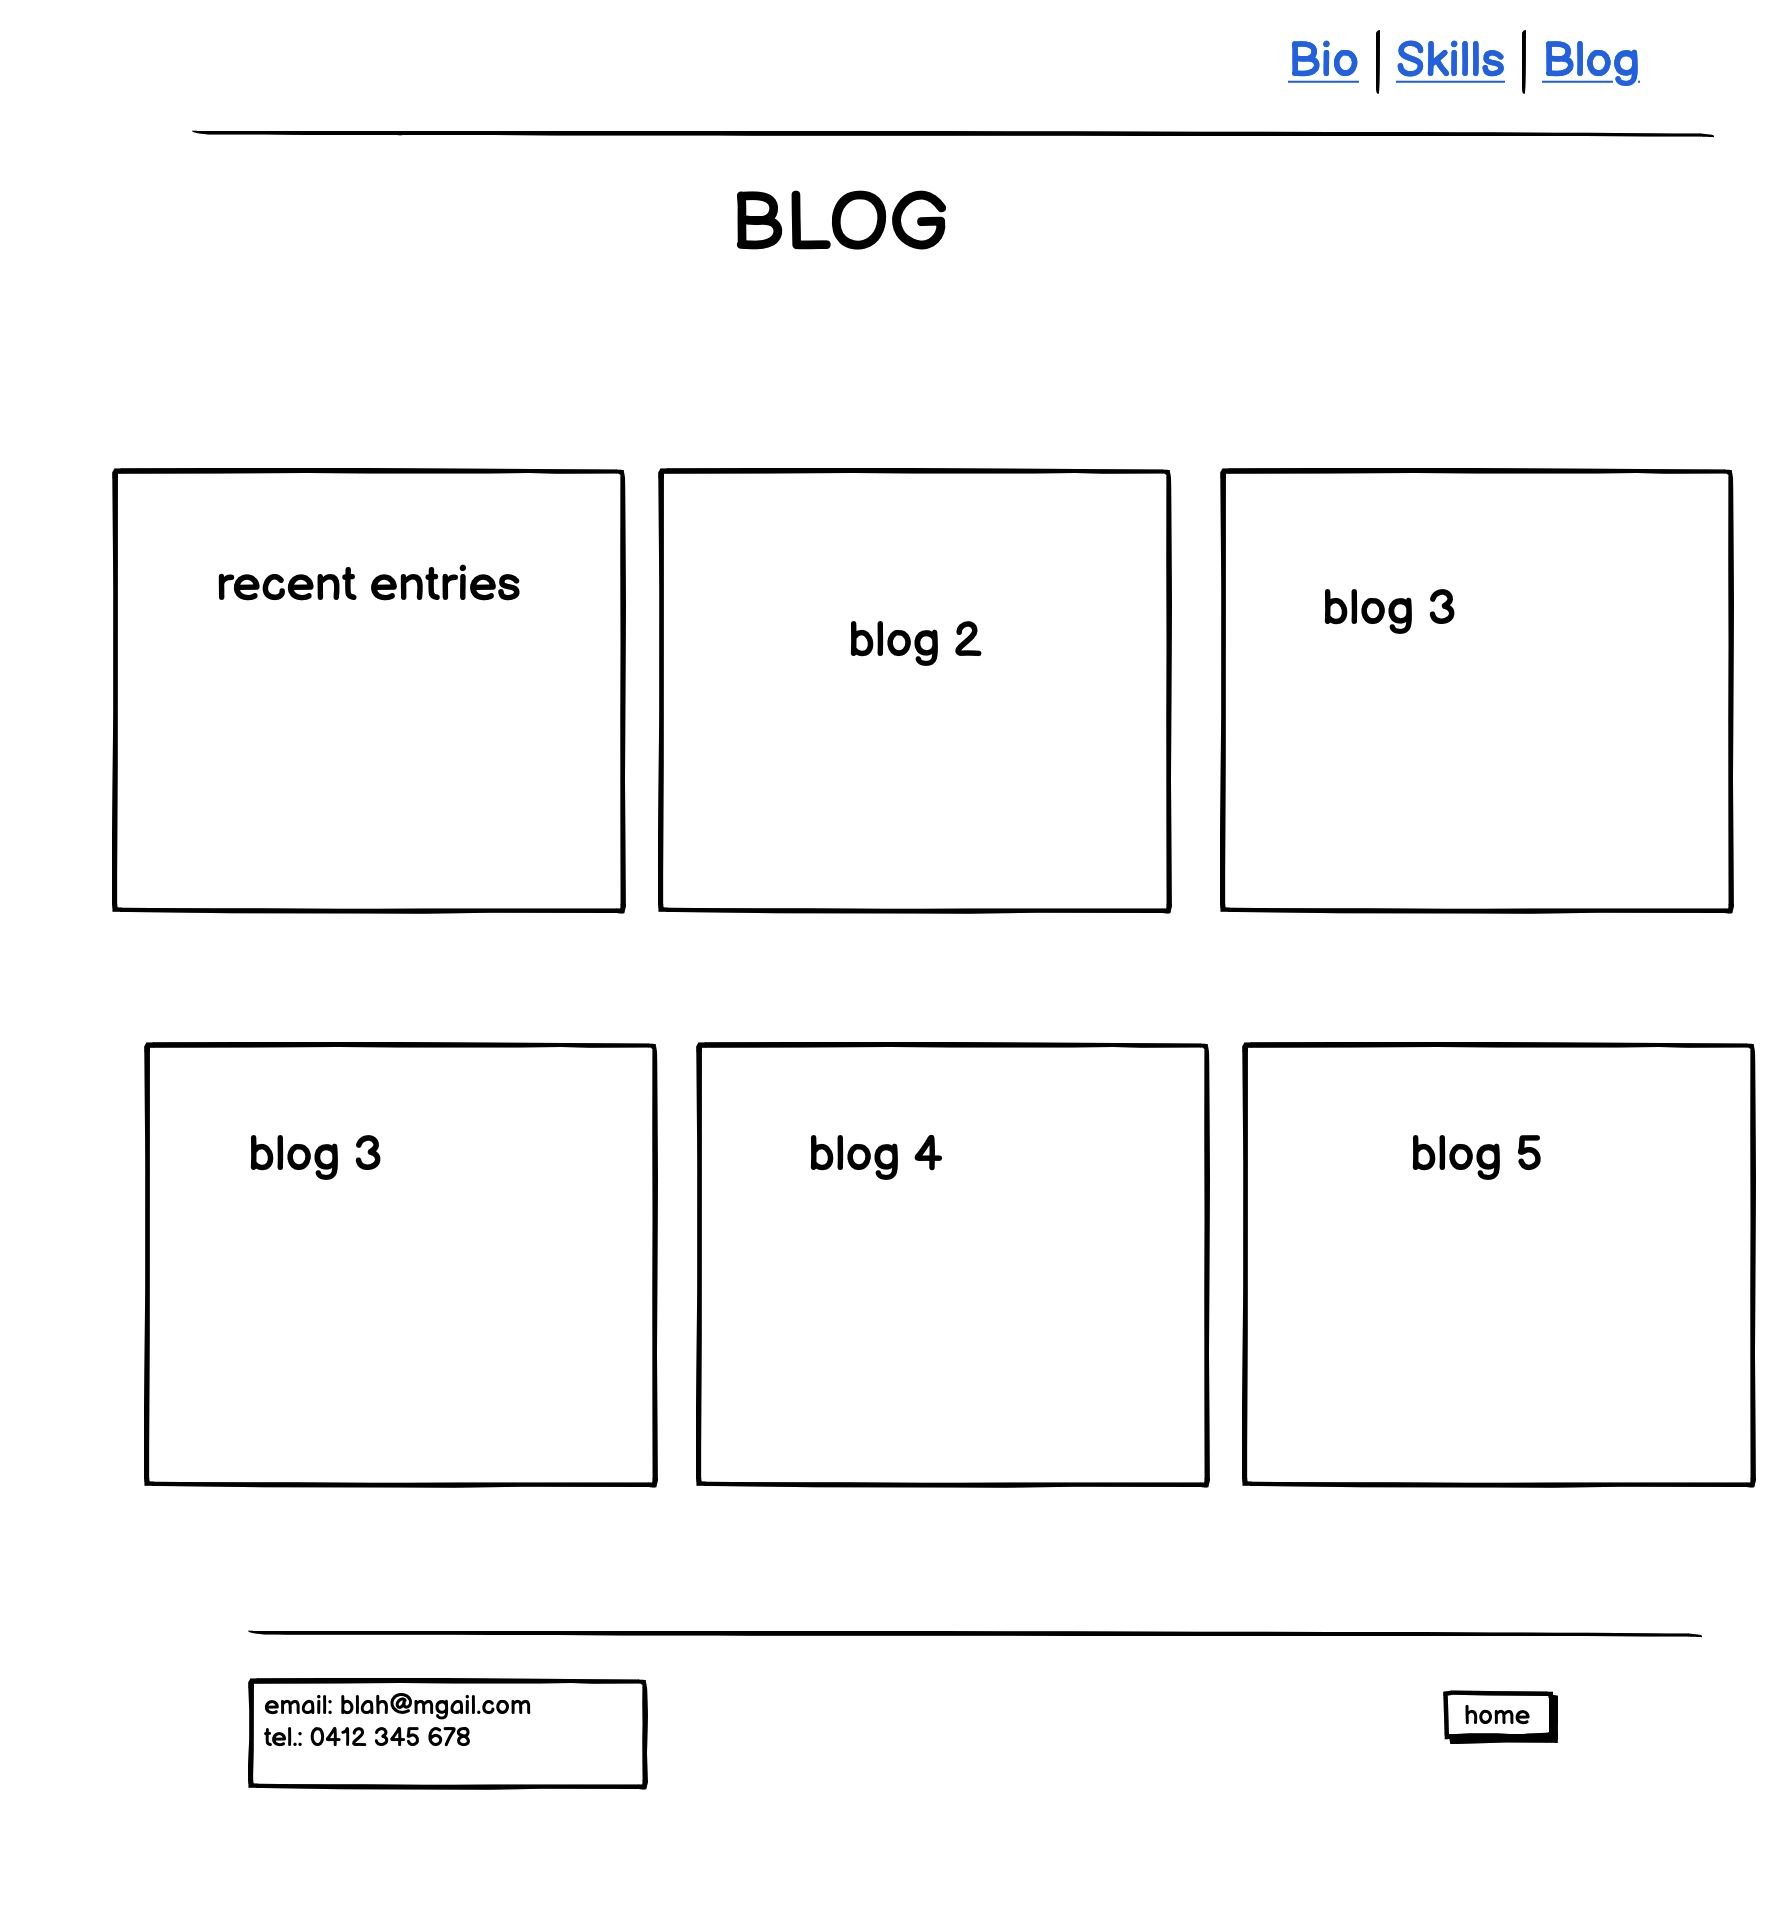 Bio | Skills | Blog
BLOG
recent entries
blog 2
blog 3
blog 3
blog 4
blog 5
email: blah@mgail.com
tel.: 0412 345 678
home